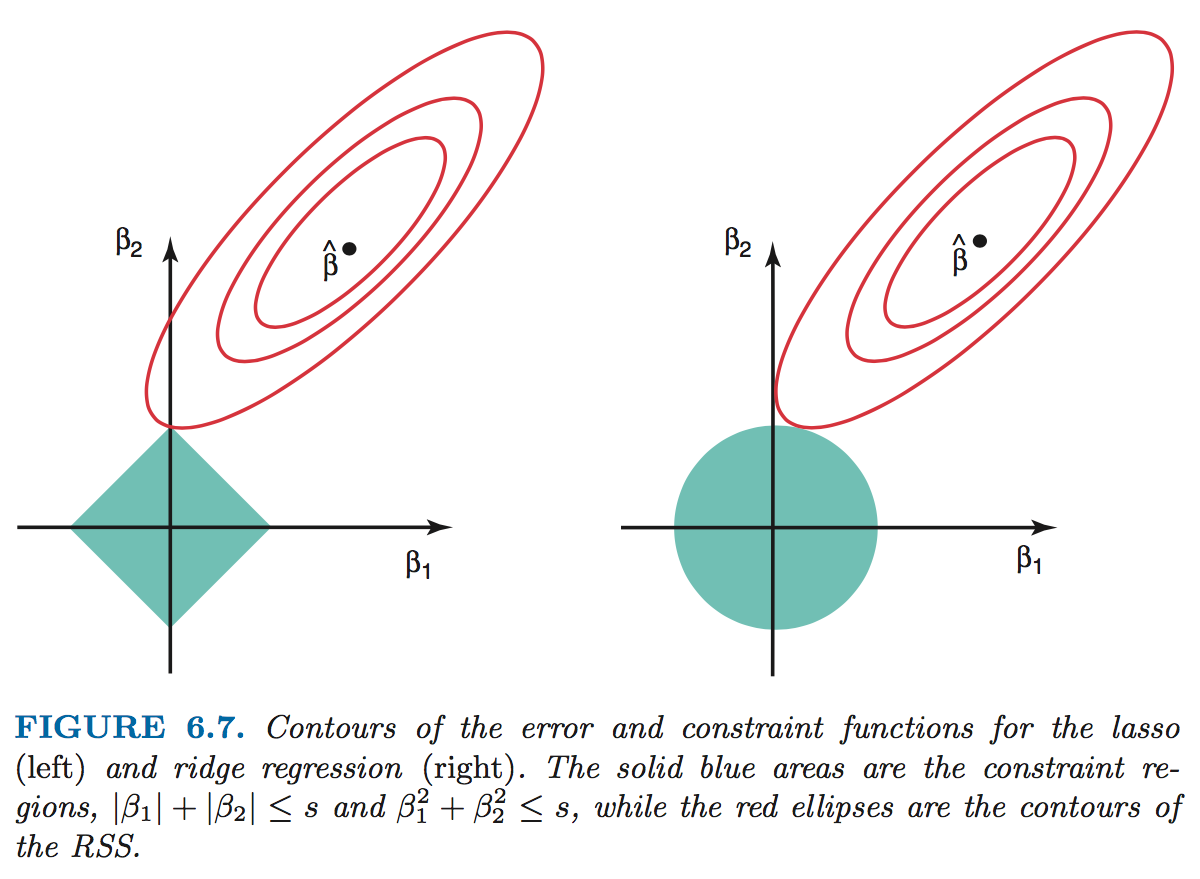 β₂
β̂
β₁
β₂
β̂
β₁
FIGURE 6.7. Contours of the error and constraint functions for the lasso
(left) and ridge regression (right). The solid blue areas are the constraint re-
gions, |β₁| + |β₂| ≤ s and β₁² + β₂² ≤ s, while the red ellipses are the contours of
the RSS.